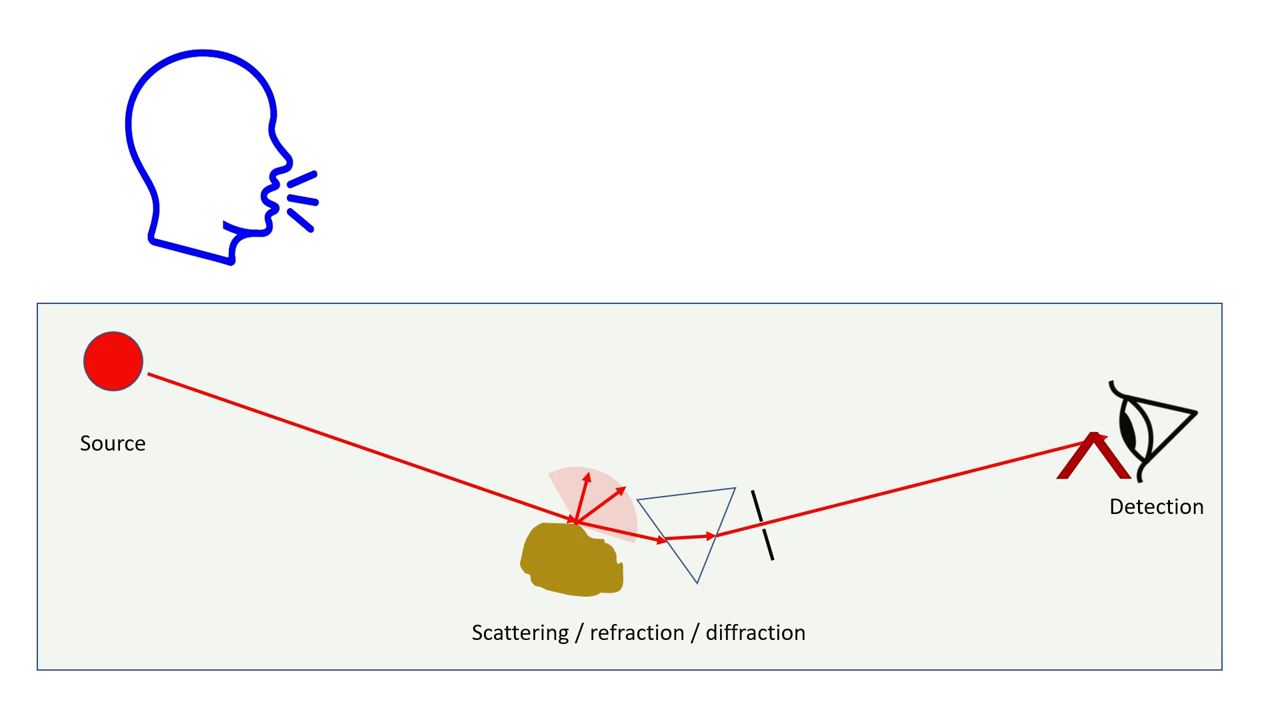 Source
Detection
Scattering / refraction / diffraction